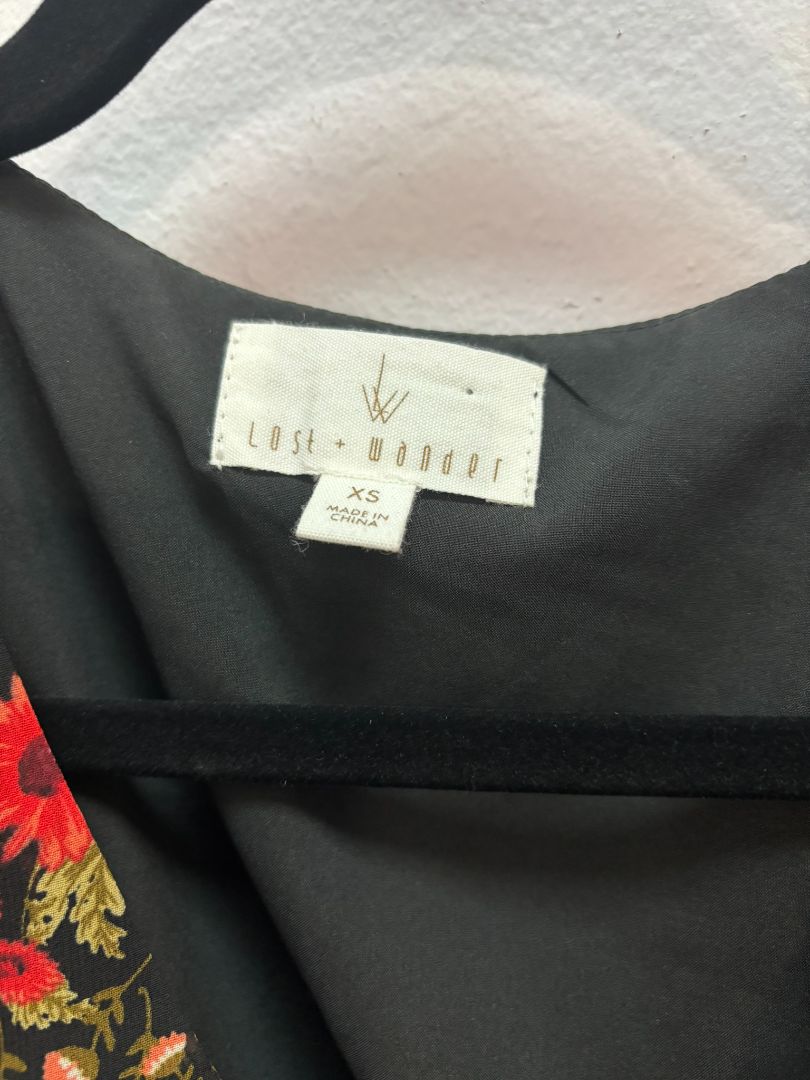 Lost + Wander
XS
MADE IN
CHINA